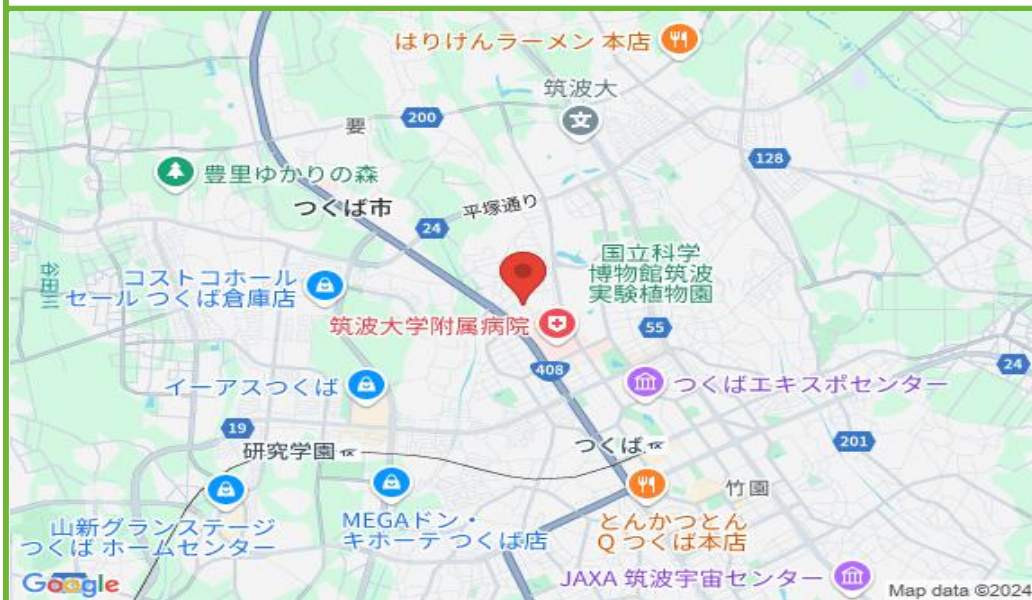 はりけんラーメン 本店
筑波大
200
要
128
豊里ゆかりの森
つくば市
平塚通り
24
国立科学
博物館筑波
実験植物園
谷田川
コストコホール
セール つくば倉庫店
筑波大学附属病院
55
408
24
イーアスつくば
つくばエキスポセンター
19
研究学園
つくば
201
竹園
山新グランステージ
つくば ホームセンター
MEGAドン・
キホーテ つくば店
とんかつとん
Q つくば本店
JAXA 筑波宇宙センター
Google
Map data ©2024